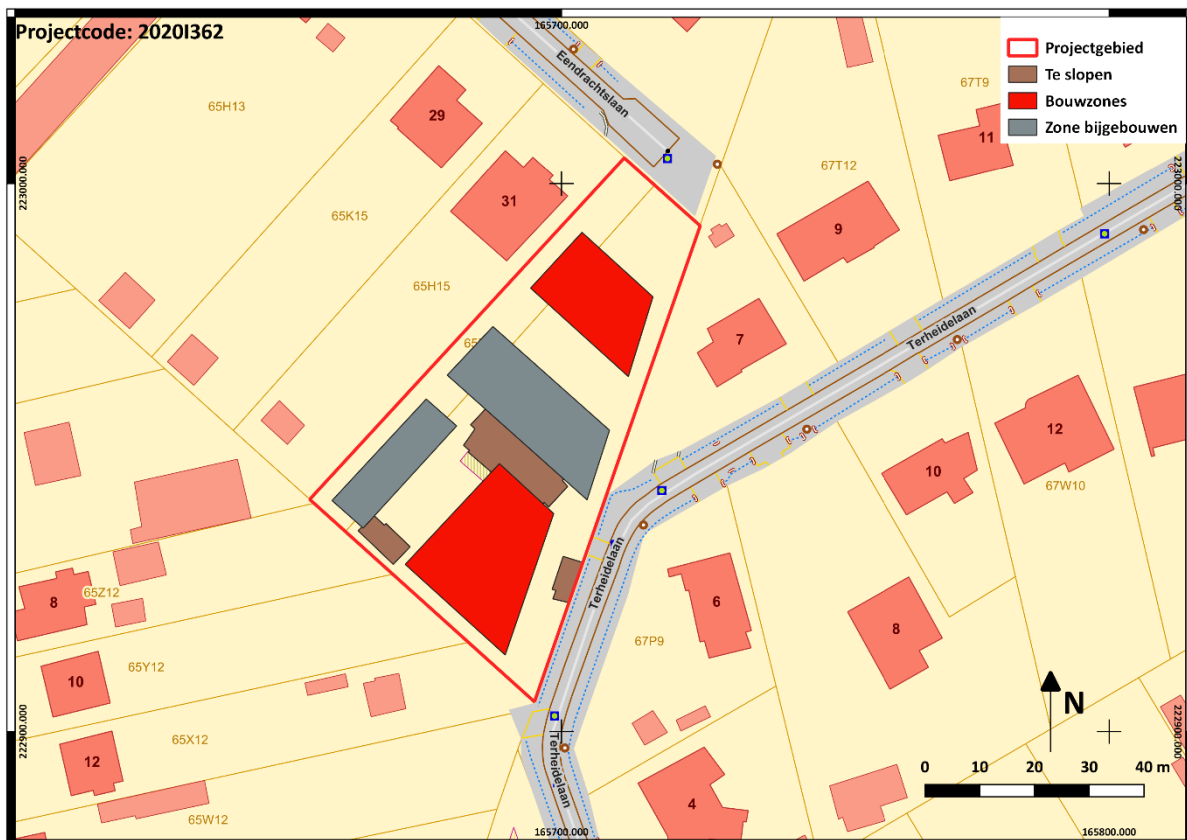 Projectcode: 2020I362
165700.000
Projectgebied
Te slopen
Bouwzones
Zone bijgebouwen
Eendrachtslaan
65H13
29
67T9
11
67T12
223000.000
223000.000
31
65K15
9
65H15
7
Terheidelaan
65
12
10
67W10
Terheidelaan
8
65Z12
6
8
67P9
65Y12
10
N
222900.000
222900.000
65X12
12
Terheidelaan
0 10 20 30 40 m
4
65W12
165700.000
165800.000